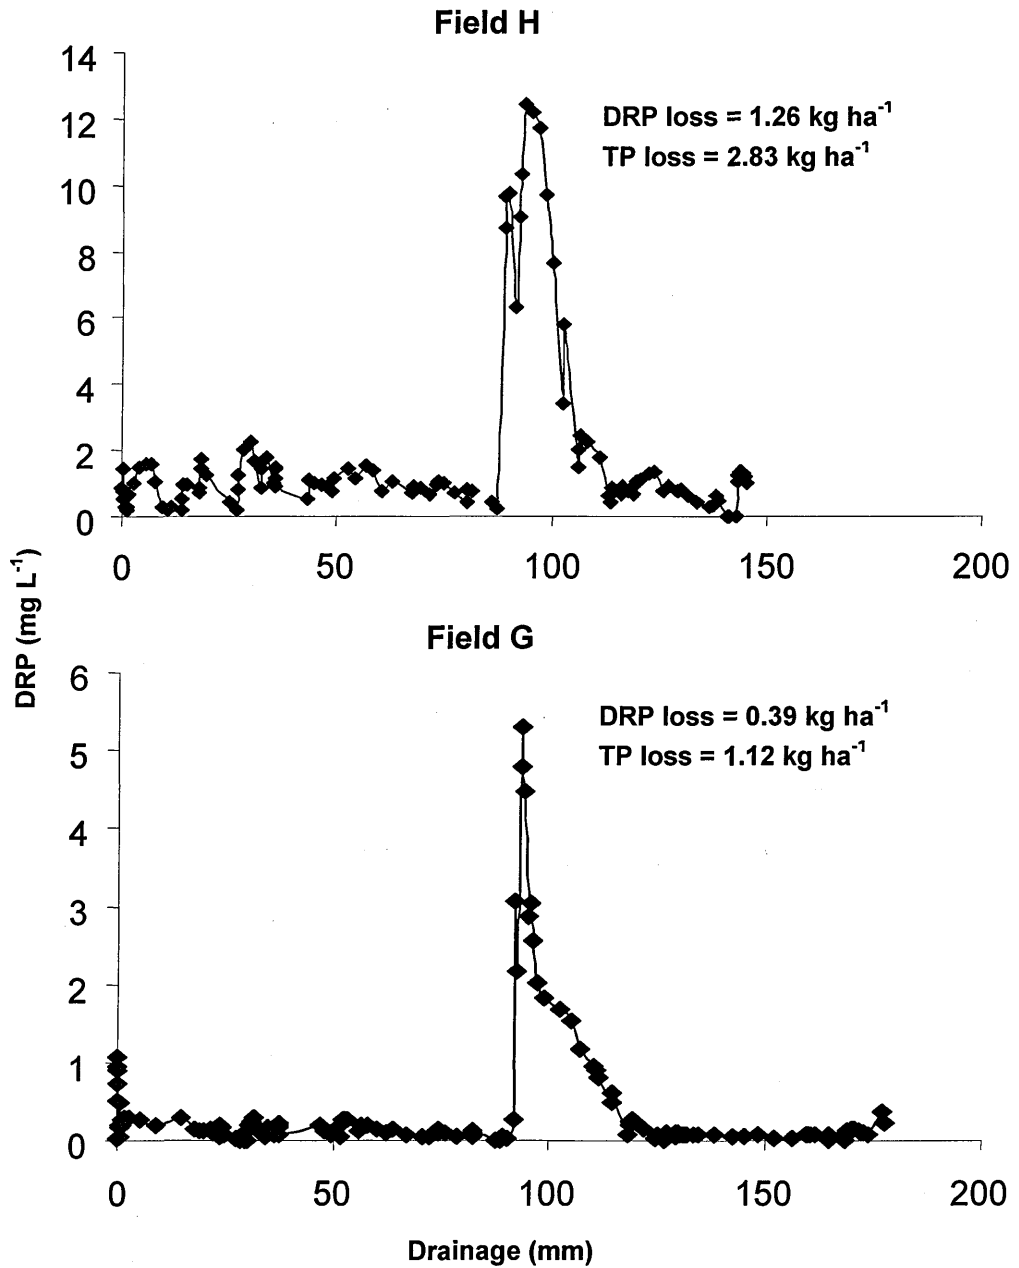 Field H
14
12
10
8
6
4
2
0
DRP loss = 1.26 kg ha⁻¹
TP loss = 2.83 kg ha⁻¹
0 50 100 150 200
DRP (mg L⁻¹)
Field G
6
5
4
3
2
1
0
DRP loss = 0.39 kg ha⁻¹
TP loss = 1.12 kg ha⁻¹
0 50 100 150 200
Drainage (mm)